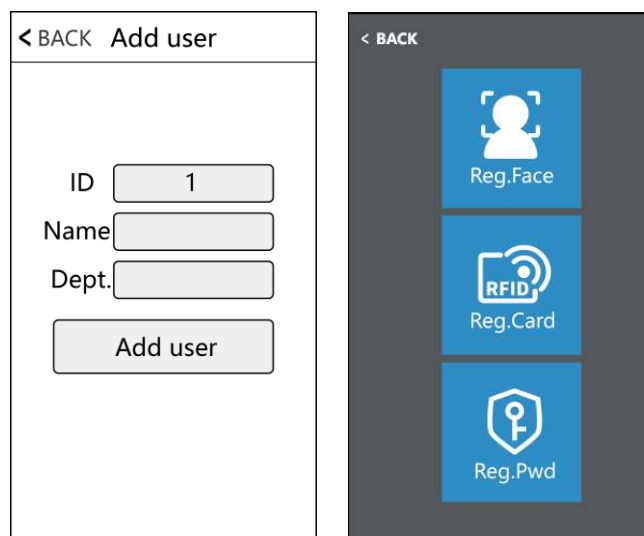 < BACK Add user
ID 1
Name
Dept.
Add user
< BACK
Reg.Face
RFID
Reg.Card
Reg.Pwd